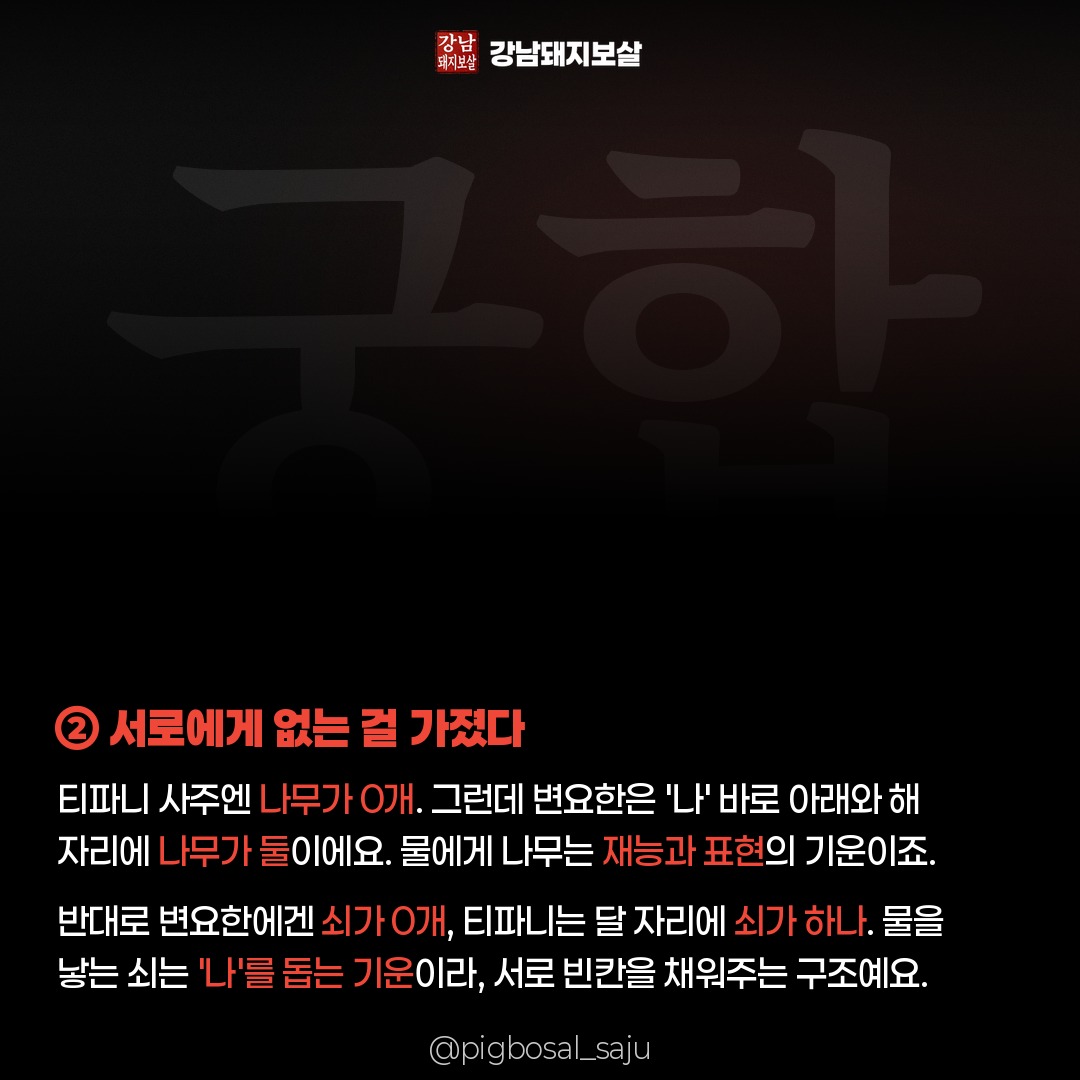 강남
돼지보살
강남돼지보살
궁합
② 서로에게 없는 걸 가졌다
티파니 사주엔 나무가 0개. 그런데 변요한은 '나' 바로 아래와 해
자리에 나무가 둘이에요. 물에게 나무는 재능과 표현의 기운이죠.
반대로 변요한에겐 쇠가 0개, 티파니는 달 자리에 쇠가 하나. 물을
낳는 쇠는 '나'를 돕는 기운이라, 서로 빈칸을 채워주는 구조예요.
@pigbosal_saju